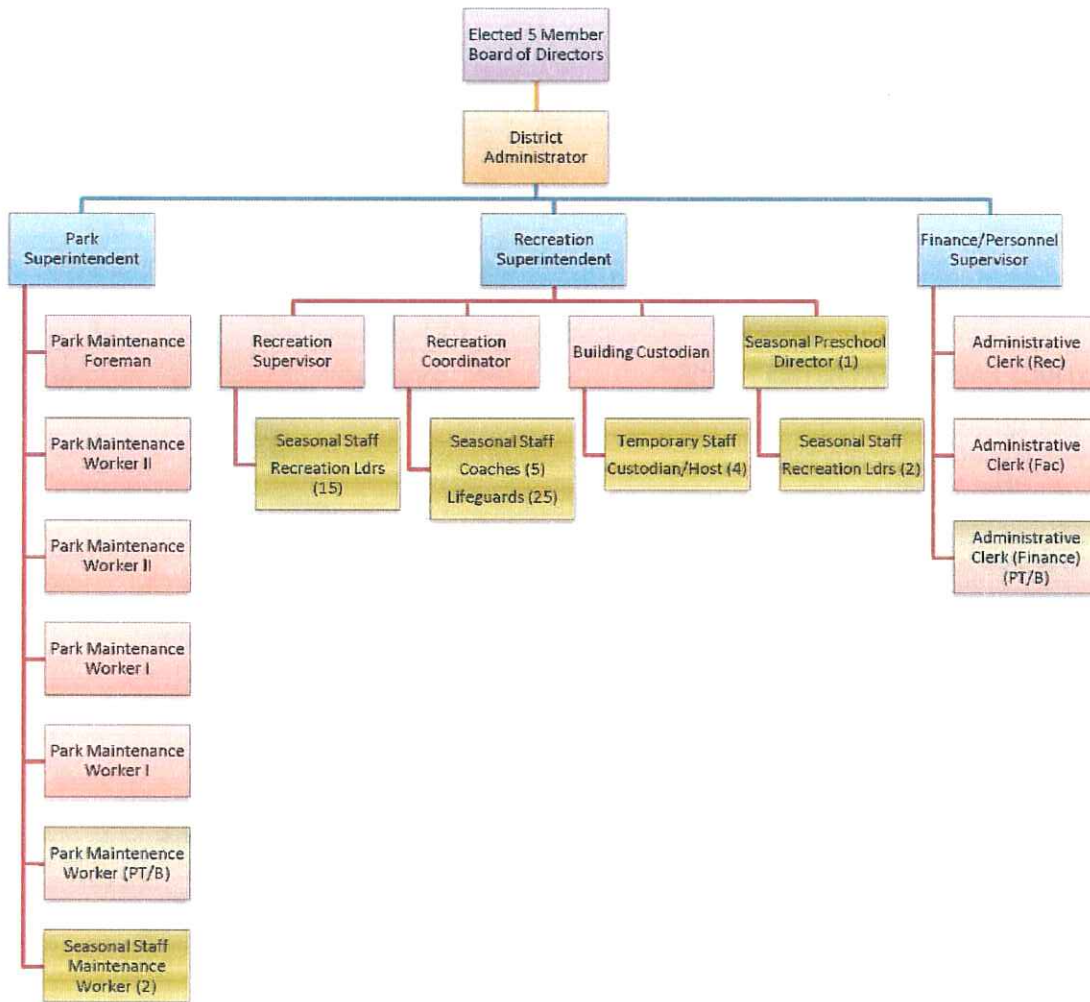 Elected 5 Member
Board of Directors
District
Administrator
Park
Superintendent
Recreation
Superintendent
Finance/Personnel
Supervisor
Park Maintenance
Foreman
Park Maintenance
Worker II
Park Maintenance
Worker II
Park Maintenance
Worker I
Park Maintenance
Worker I
Park Maintenence
Worker (PT/B)
Seasonal Staff
Maintenance
Worker (2)
Recreation
Supervisor
Seasonal Staff
Recreation Ldrs
(15)
Recreation
Coordinator
Seasonal Staff
Coaches (5)
Lifeguards (25)
Building Custodian
Temporary Staff
Custodian/Host (4)
Seasonal Preschool
Director (1)
Seasonal Staff
Recreation Ldrs (2)
Administrative
Clerk (Rec)
Administrative
Clerk (Fac)
Administrative
Clerk (Finance)
(PT/B)